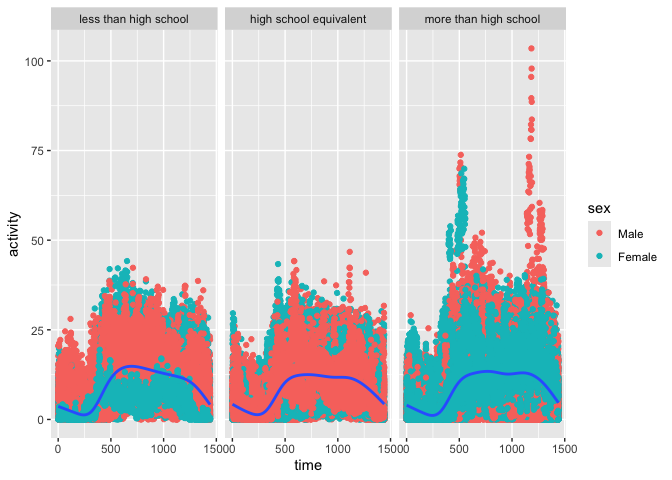 less than high school
high school equivalent
more than high school
activity
100
75
50
25
0
0
500
1000
1500
0
500
1000
1500
0
500
1000
1500
time
sex
Male
Female